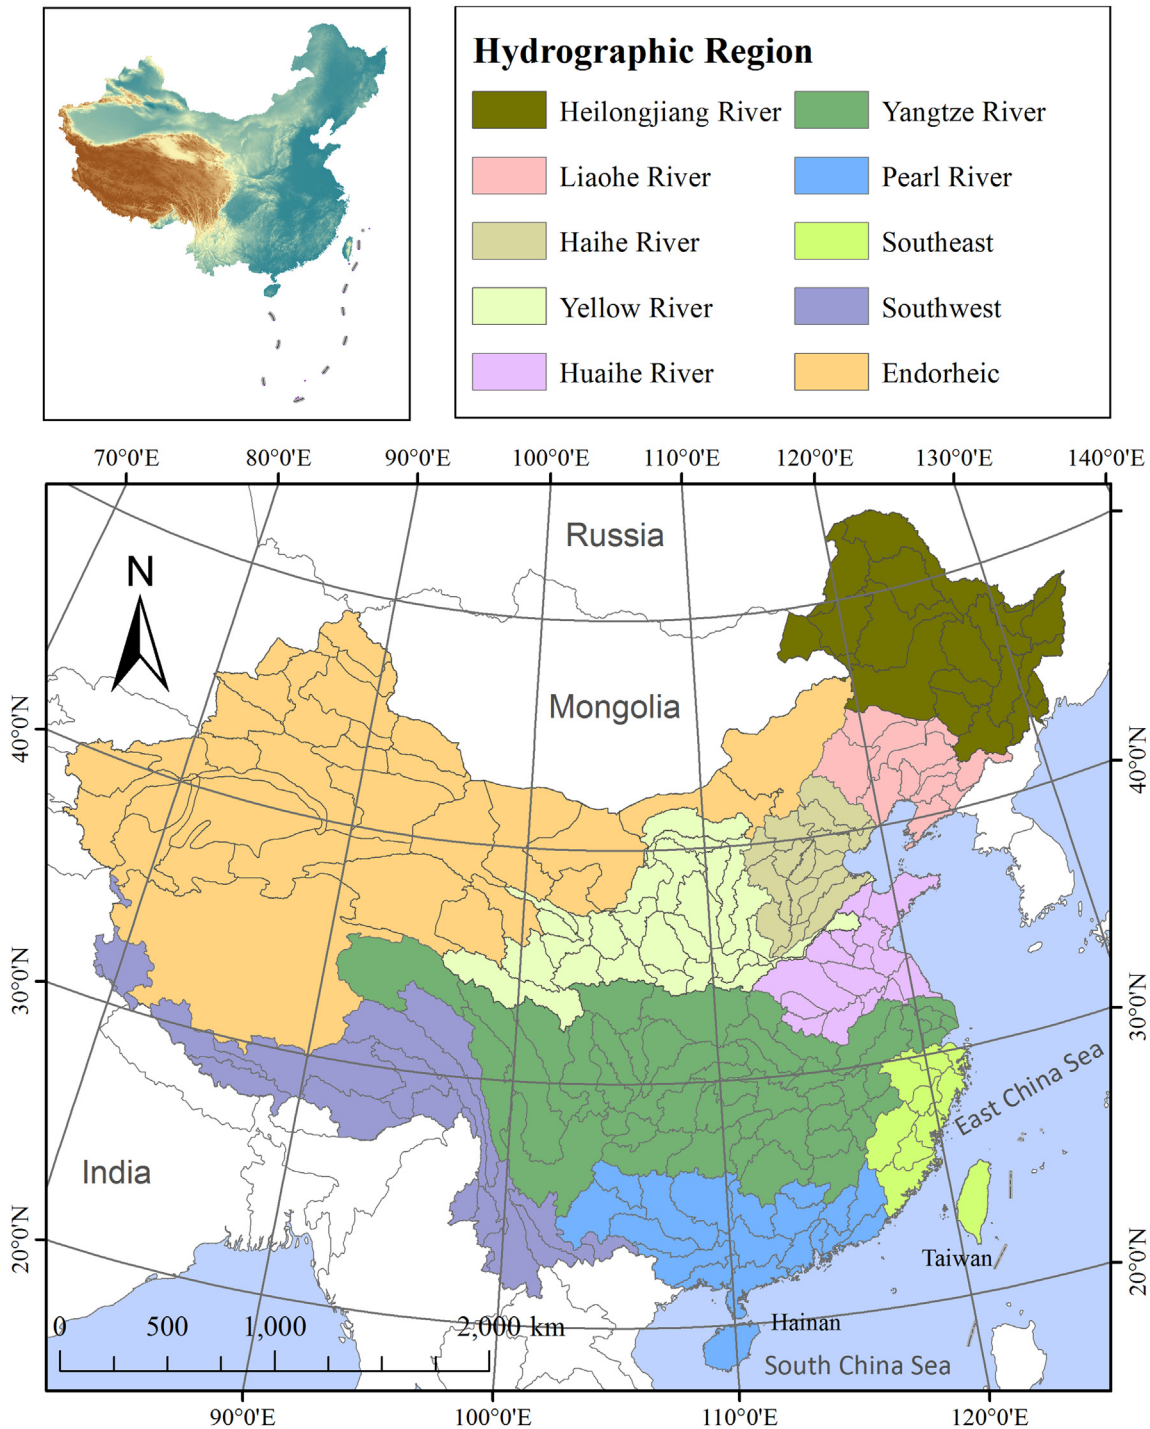 Hydrographic Region
Heilongjiang River
Yangtze River
Liaohe River
Pearl River
Haihe River
Southeast
Yellow River
Southwest
Huaihe River
Endorheic
70°0'E
80°0'E
90°0'E
100°0'E
110°0'E
120°0'E
130°0'E
140°0'E
Russia
N
Mongolia
40°0'N
40°0'N
30°0'N
30°0'N
East China Sea
India
20°0'N
20°0'N
Taiwan
0 500 1,000 2,000 km
Hainan
South China Sea
90°0'E
100°0'E
110°0'E
120°0'E